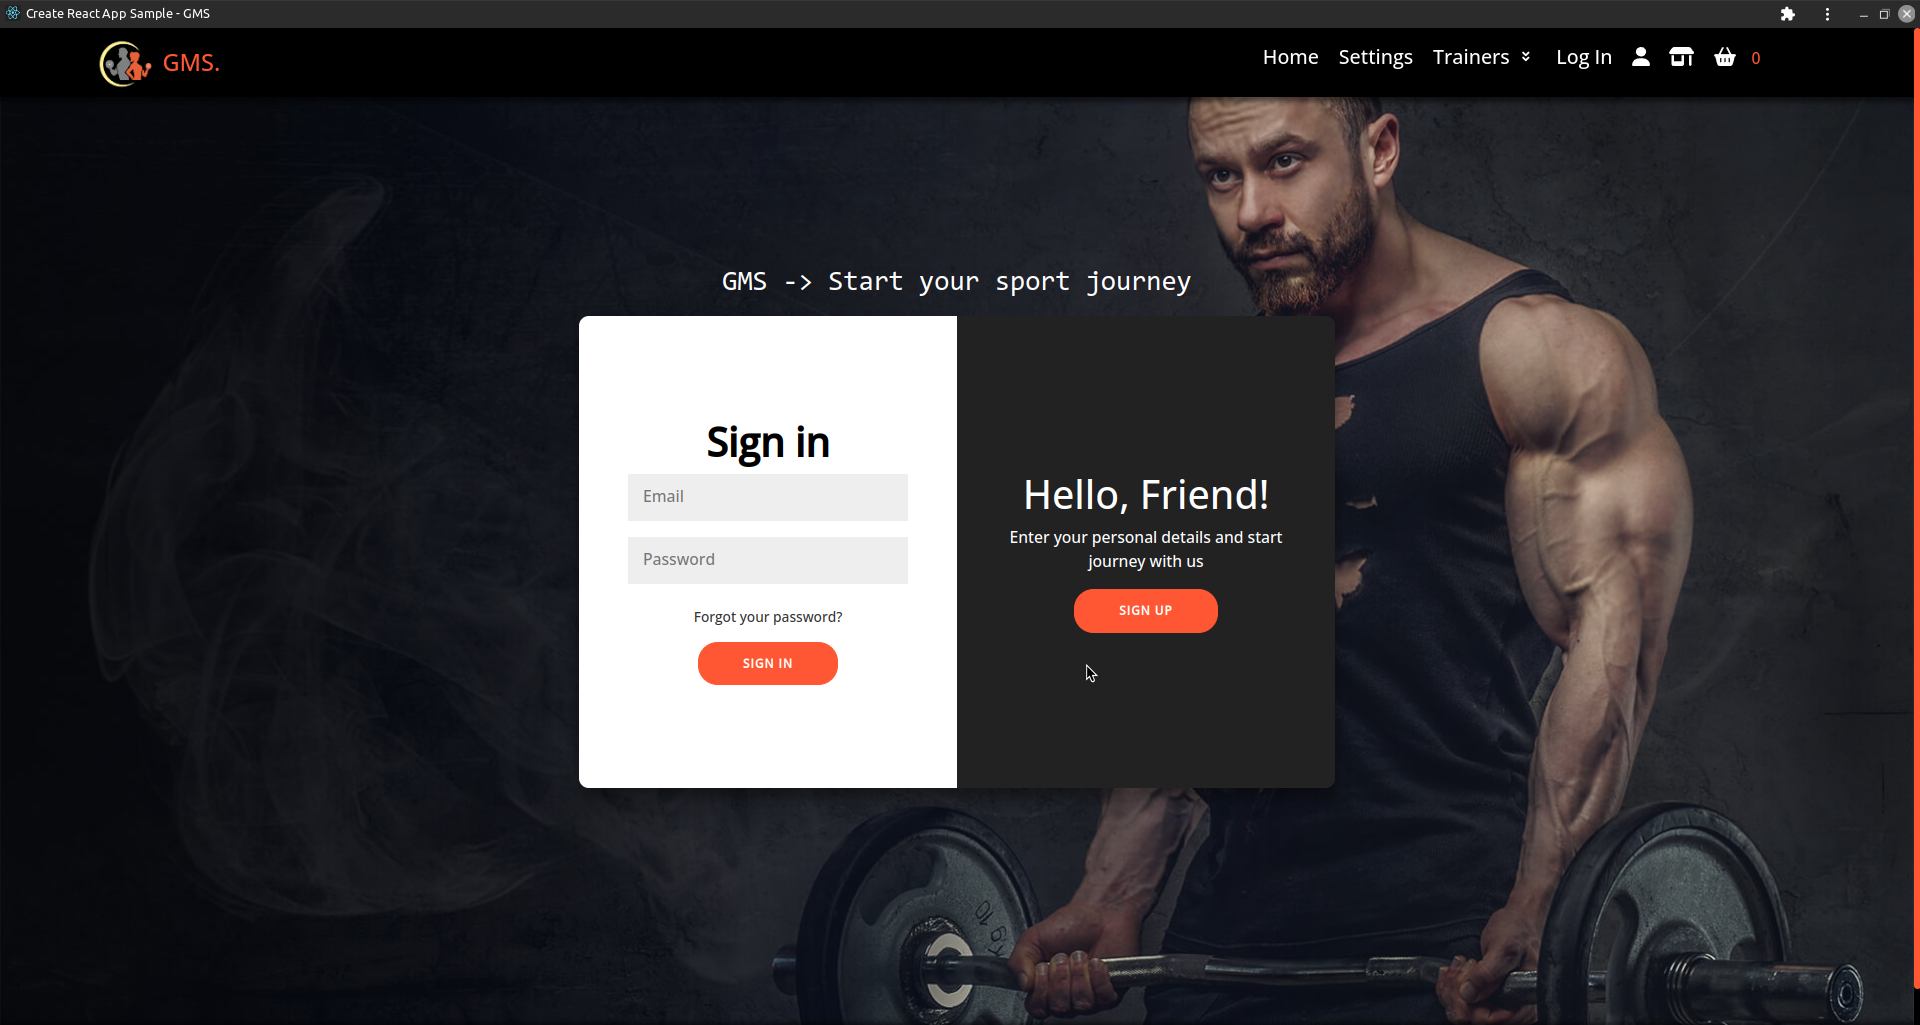 Create React App Sample - GMS
GMS.
Home Settings Trainers Log In 0
GMS -> Start your sport journey
Sign in
Email
Password
Forgot your password?
SIGN IN
Hello, Friend!
Enter your personal details and start
journey with us
SIGN UP
10 KG